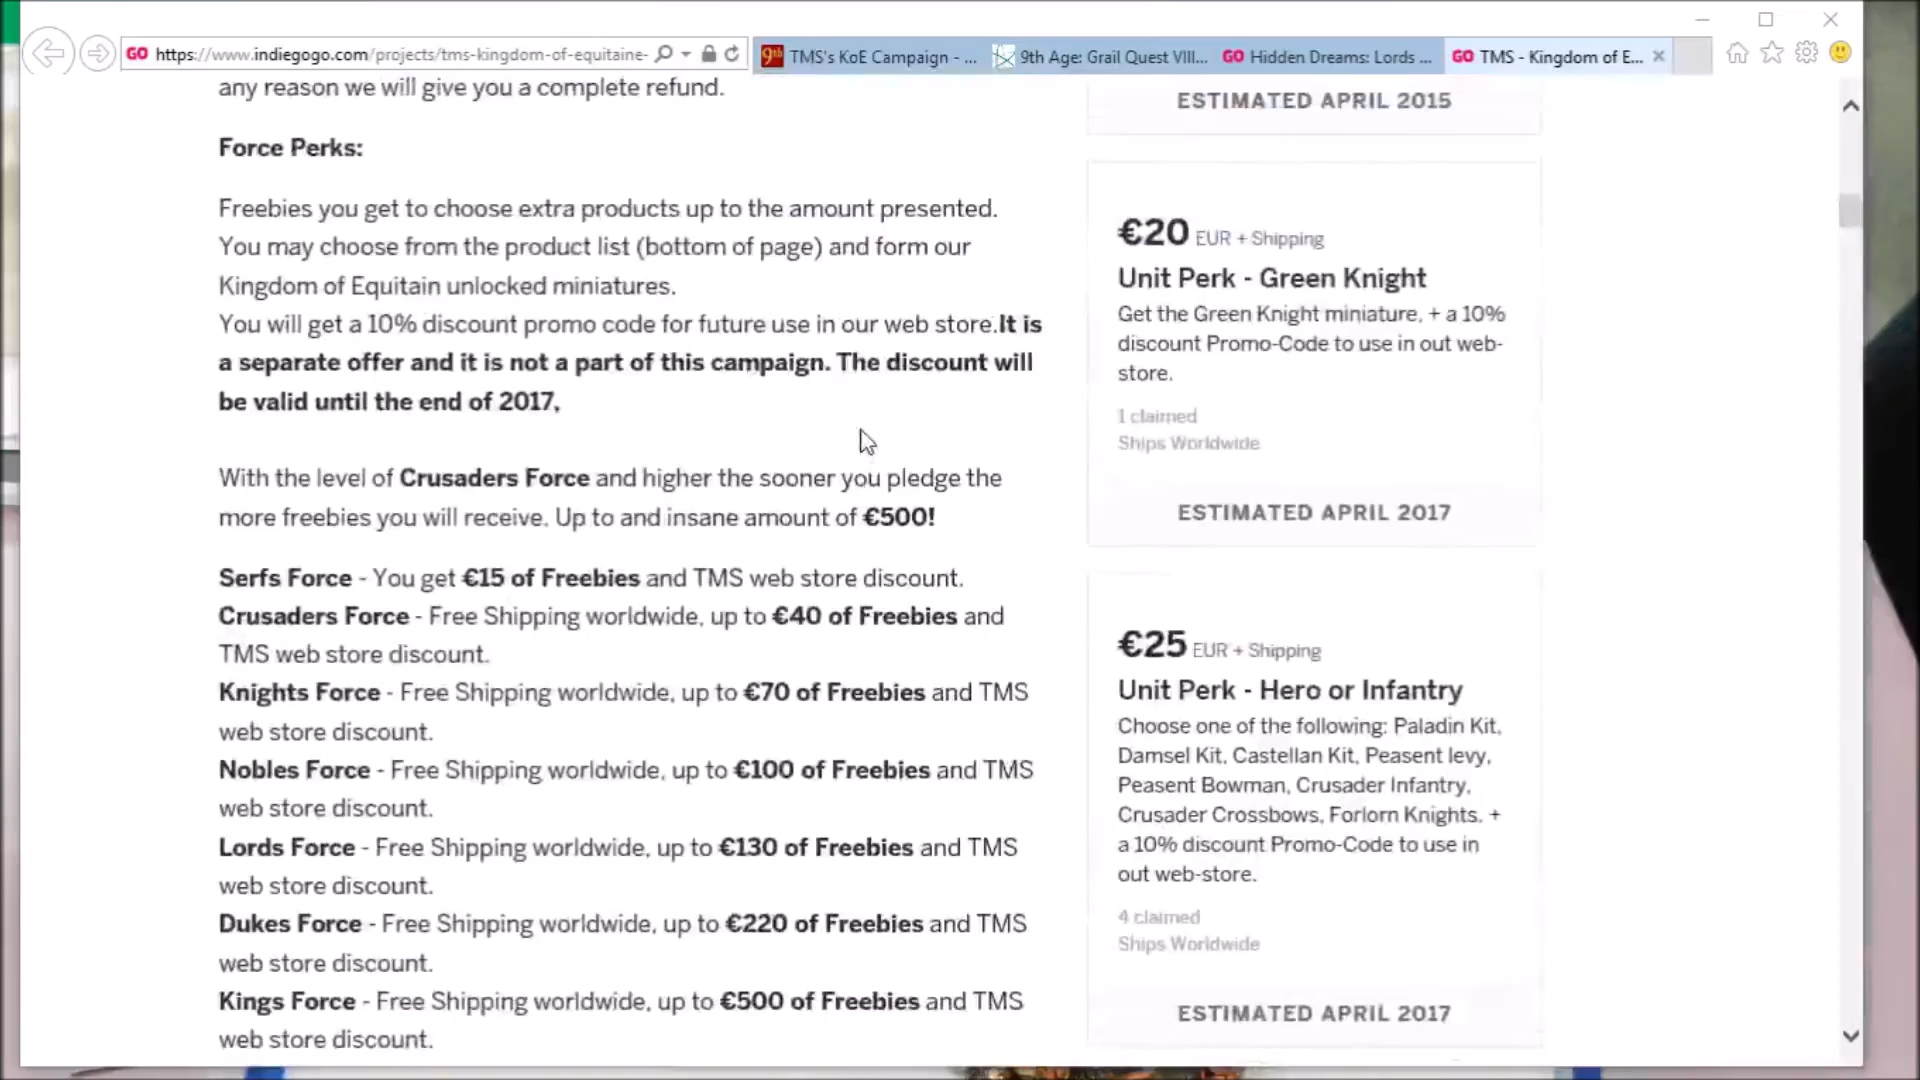 GO https://www.indiegogo.com/projects/tms-kingdom-of-equitaine-
9th TMS's KoE Campaign - ...
9th Age: Grail Quest VIII...
GO Hidden Dreams: Lords ...
GO TMS - Kingdom of E...
any reason we will give you a complete refund.
Force Perks:
Freebies you get to choose extra products up to the amount presented.
You may choose from the product list (bottom of page) and form our
Kingdom of Equitain unlocked miniatures.
You will get a 10% discount promo code for future use in our web store.It is
a separate offer and it is not a part of this campaign. The discount will
be valid until the end of 2017,
With the level of Crusaders Force and higher the sooner you pledge the
more freebies you will receive. Up to and insane amount of €500!
Serfs Force - You get €15 of Freebies and TMS web store discount.
Crusaders Force - Free Shipping worldwide, up to €40 of Freebies and
TMS web store discount.
Knights Force - Free Shipping worldwide, up to €70 of Freebies and TMS
web store discount.
Nobles Force - Free Shipping worldwide, up to €100 of Freebies and TMS
web store discount.
Lords Force - Free Shipping worldwide, up to €130 of Freebies and TMS
web store discount.
Dukes Force - Free Shipping worldwide, up to €220 of Freebies and TMS
web store discount.
Kings Force - Free Shipping worldwide, up to €500 of Freebies and TMS
web store discount.
ESTIMATED APRIL 2015
€20 EUR + Shipping
Unit Perk - Green Knight
Get the Green Knight miniature, + a 10%
discount Promo-Code to use in out web-
store.
1 claimed
Ships Worldwide
ESTIMATED APRIL 2017
€25 EUR + Shipping
Unit Perk - Hero or Infantry
Choose one of the following: Paladin Kit,
Damsel Kit, Castellan Kit, Peasent levy,
Peasent Bowman, Crusader Infantry,
Crusader Crossbows, Forlorn Knights. +
a 10% discount Promo-Code to use in
out web-store.
4 claimed
Ships Worldwide
ESTIMATED APRIL 2017